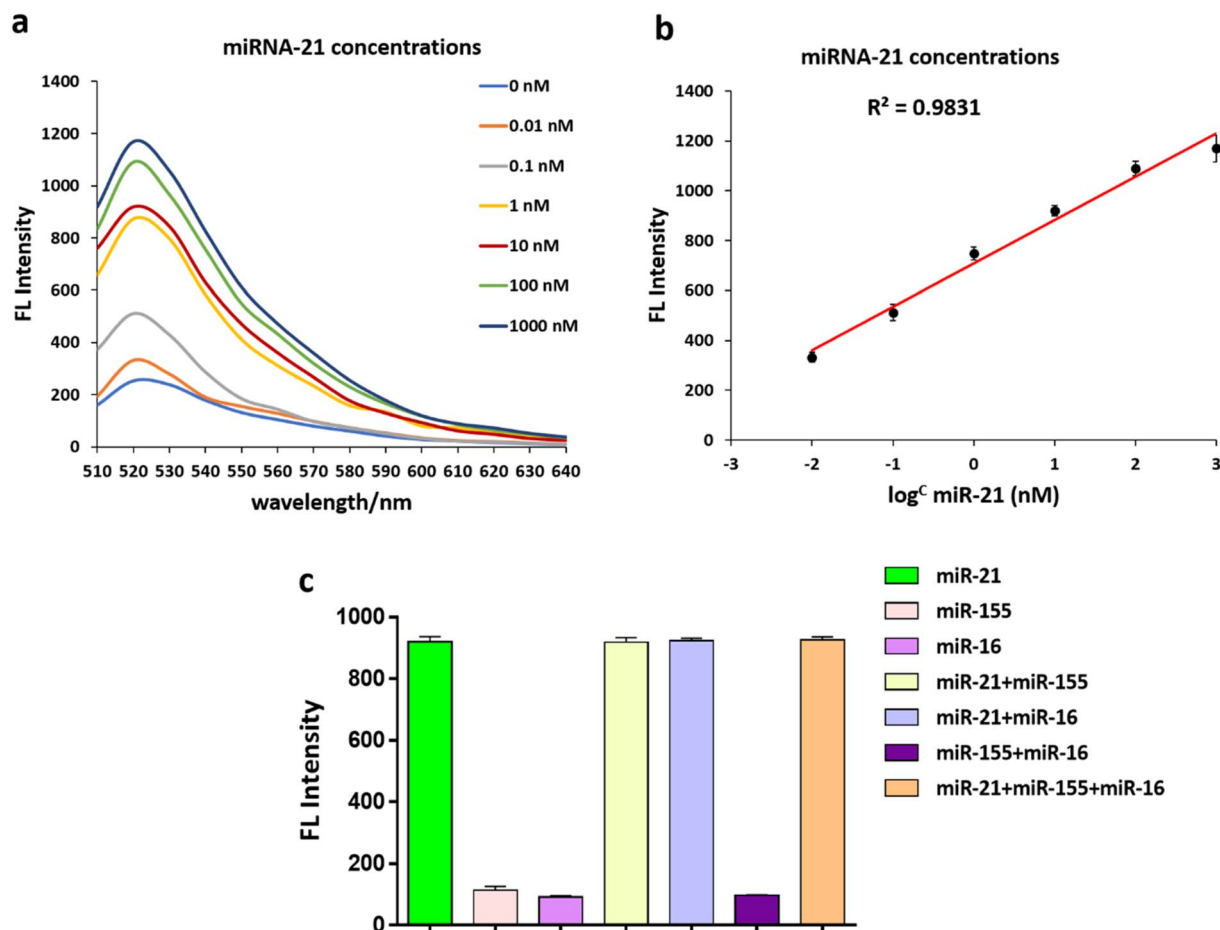 a
miRNA-21 concentrations
1400
1200
1000
800
600
400
200
0
FL Intensity
510 520 530 540 550 560 570 580 590 600 610 620 630 640
wavelength/nm
0 nM
0.01 nM
0.1 nM
1 nM
10 nM
100 nM
1000 nM
b
miRNA-21 concentrations
R² = 0.9831
1400
1200
1000
800
600
400
200
0
FL Intensity
-3 -2 -1 0 1 2 3
logᶜ miR-21 (nM)
c
1000
800
600
400
200
0
FL Intensity
miR-21
miR-155
miR-16
miR-21+miR-155
miR-21+miR-16
miR-155+miR-16
miR-21+miR-155+miR-16